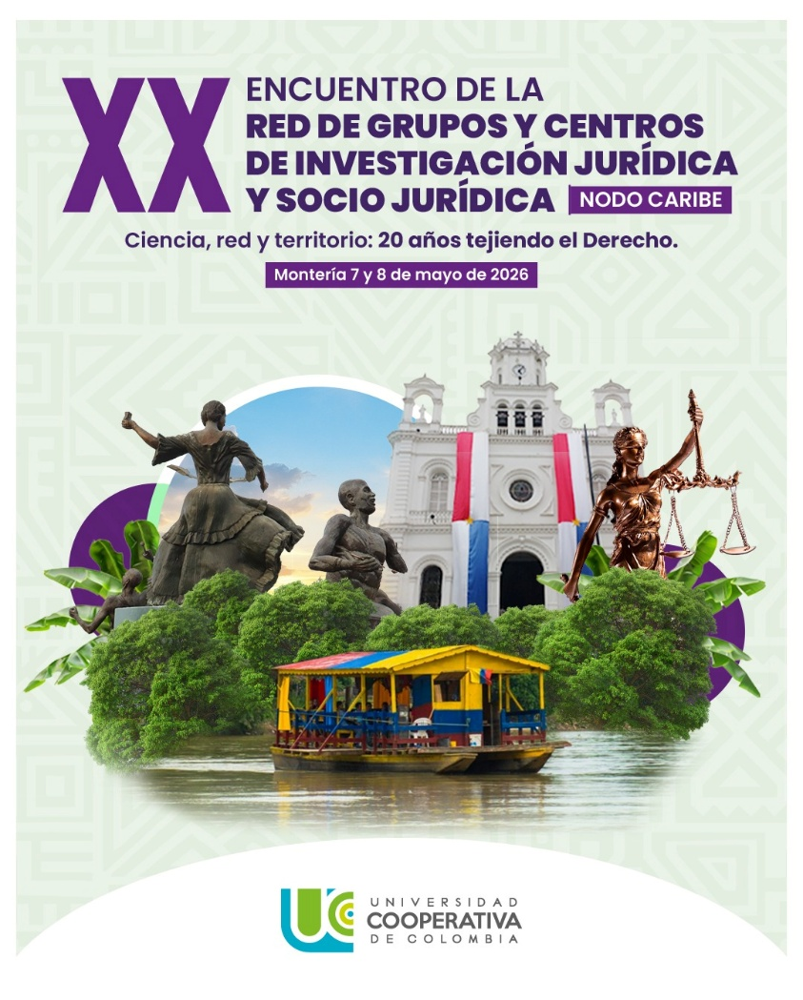 XX
ENCUENTRO DE LA
RED DE GRUPOS Y CENTROS
DE INVESTIGACIÓN JURÍDICA
Y SOCIO JURÍDICA NODO CARIBE
Ciencia, red y territorio: 20 años tejiendo el Derecho.
Montería 7 y 8 de mayo de 2026
UNIVERSIDAD
COOPERATIVA
DE COLOMBIA